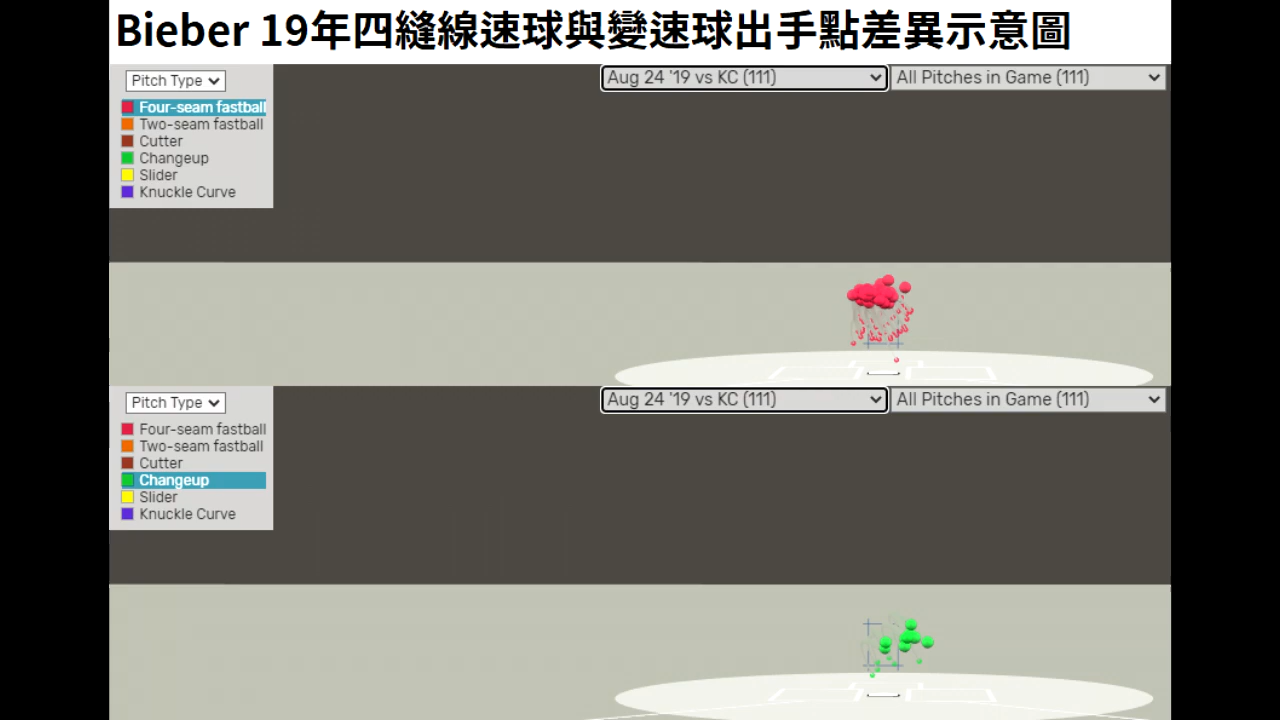 Bieber 19年四縫線速球與變速球出手點差異示意圖
Pitch Type
Aug 24 '19 vs KC (111)
All Pitches in Game (111)
Four-seam fastball
Two-seam fastball
Cutter
Changeup
Slider
Knuckle Curve
Pitch Type
Aug 24 '19 vs KC (111)
All Pitches in Game (111)
Four-seam fastball
Two-seam fastball
Cutter
Changeup
Slider
Knuckle Curve